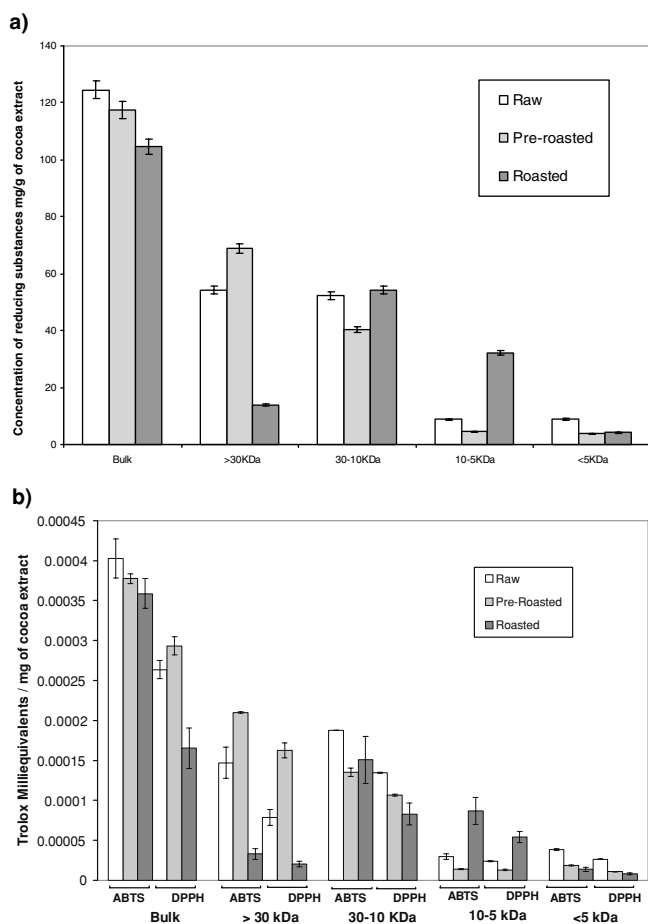 a)
Concentration of reducing substances mg/g of cocoa extract
140
120
100
80
60
40
20
0
Raw
Pre-roasted
Roasted
Bulk >30KDa 30-10KDa 10-5KDa <5KDa
b)
Trolox Milliequivalents / mg of cocoa extract
0.00045
0.0004
0.00035
0.0003
0.00025
0.0002
0.00015
0.0001
0.00005
0
Raw
Pre-Roasted
Roasted
ABTS DPPH ABTS DPPH ABTS DPPH ABTS DPPH ABTS DPPH
Bulk > 30 kDa 30-10 KDa 10-5 kDa <5 kDa